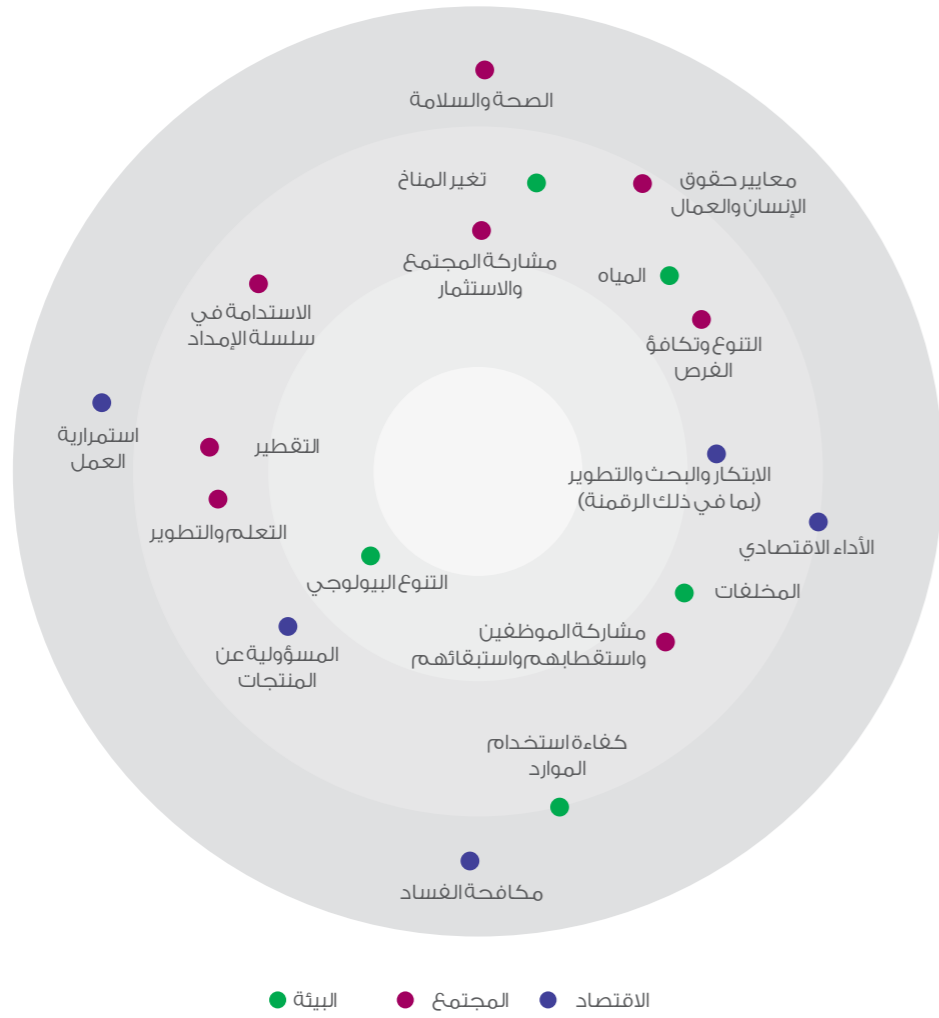 الصحة والسلامة
معايير حقوق
الإنسان والعمال
تغير المناخ
مشاركة المجتمع
والاستثمار
المياه
الاستدامة في
سلسلة الإمداد
التنوع وتكافؤ
الفرص
استمرارية
العمل
التقطير
الابتكار والبحث والتطوير
(بما في ذلك الرقمنة)
التعلم والتطوير
الأداء الاقتصادي
التنوع البيولوجي
المخلفات
مشاركة الموظفين
واستقطابهم واستبقائهم
المسؤولية عن
المنتجات
كفاءة استخدام
الموارد
مكافحة الفساد
الاقتصاد
المجتمع
البيئة